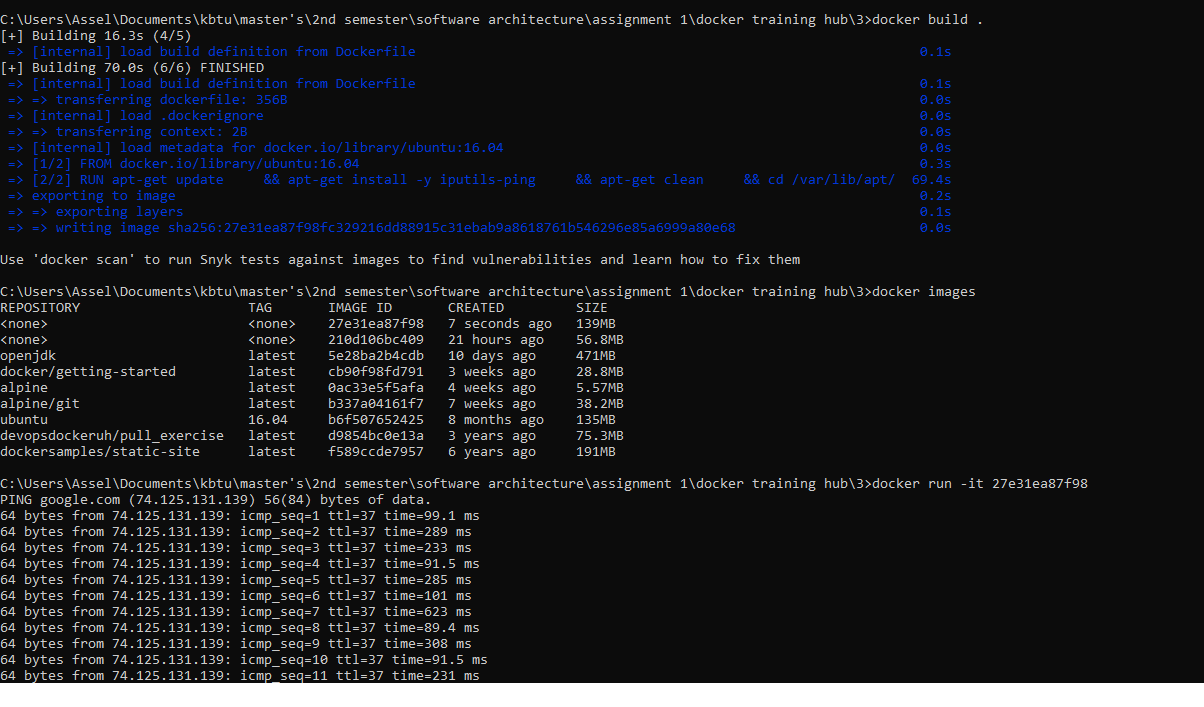 C:\Users\Assel\Documents\kbtu\master's\2nd semester\software architecture\assignment 1\docker training hub\3>docker build .
[+] Building 16.3s (4/5)
=> [internal] load build definition from Dockerfile 0.1s
[+] Building 70.0s (6/6) FINISHED
=> [internal] load build definition from Dockerfile 0.1s
=> => transferring dockerfile: 356B 0.0s
=> [internal] load .dockerignore 0.0s
=> => transferring context: 2B 0.0s
=> [internal] load metadata for docker.io/library/ubuntu:16.04 0.0s
=> [1/2] FROM docker.io/library/ubuntu:16.04 0.3s
=> [2/2] RUN apt-get update && apt-get install -y iputils-ping && apt-get clean && cd /var/lib/apt/ 69.4s
=> exporting to image 0.2s
=> => exporting layers 0.1s
=> => writing image sha256:27e31ea87f98fc329216dd88915c31ebab9a8618761b546296e85a6999a80e68 0.0s
Use 'docker scan' to run Snyk tests against images to find vulnerabilities and learn how to fix them
C:\Users\Assel\Documents\kbtu\master's\2nd semester\software architecture\assignment 1\docker training hub\3>docker images
REPOSITORY TAG IMAGE ID CREATED SIZE
<none> <none> 27e31ea87f98 7 seconds ago 139MB
<none> <none> 210d106bc409 21 hours ago 56.8MB
openjdk latest 5e28ba2b4cdb 10 days ago 471MB
docker/getting-started latest cb90f98fd791 3 weeks ago 28.8MB
alpine latest 0ac33e5f5afa 4 weeks ago 5.57MB
alpine/git latest b337a04161f7 7 weeks ago 38.2MB
ubuntu 16.04 b6f507652425 8 months ago 135MB
devopsdockeruh/pull_exercise latest d9854bc0e13a 3 years ago 75.3MB
dockersamples/static-site latest f589ccde7957 6 years ago 191MB
C:\Users\Assel\Documents\kbtu\master's\2nd semester\software architecture\assignment 1\docker training hub\3>docker run -it 27e31ea87f98
PING google.com (74.125.131.139) 56(84) bytes of data.
64 bytes from 74.125.131.139: icmp_seq=1 ttl=37 time=99.1 ms
64 bytes from 74.125.131.139: icmp_seq=2 ttl=37 time=289 ms
64 bytes from 74.125.131.139: icmp_seq=3 ttl=37 time=233 ms
64 bytes from 74.125.131.139: icmp_seq=4 ttl=37 time=91.5 ms
64 bytes from 74.125.131.139: icmp_seq=5 ttl=37 time=285 ms
64 bytes from 74.125.131.139: icmp_seq=6 ttl=37 time=101 ms
64 bytes from 74.125.131.139: icmp_seq=7 ttl=37 time=623 ms
64 bytes from 74.125.131.139: icmp_seq=8 ttl=37 time=89.4 ms
64 bytes from 74.125.131.139: icmp_seq=9 ttl=37 time=308 ms
64 bytes from 74.125.131.139: icmp_seq=10 ttl=37 time=91.5 ms
64 bytes from 74.125.131.139: icmp_seq=11 ttl=37 time=231 ms